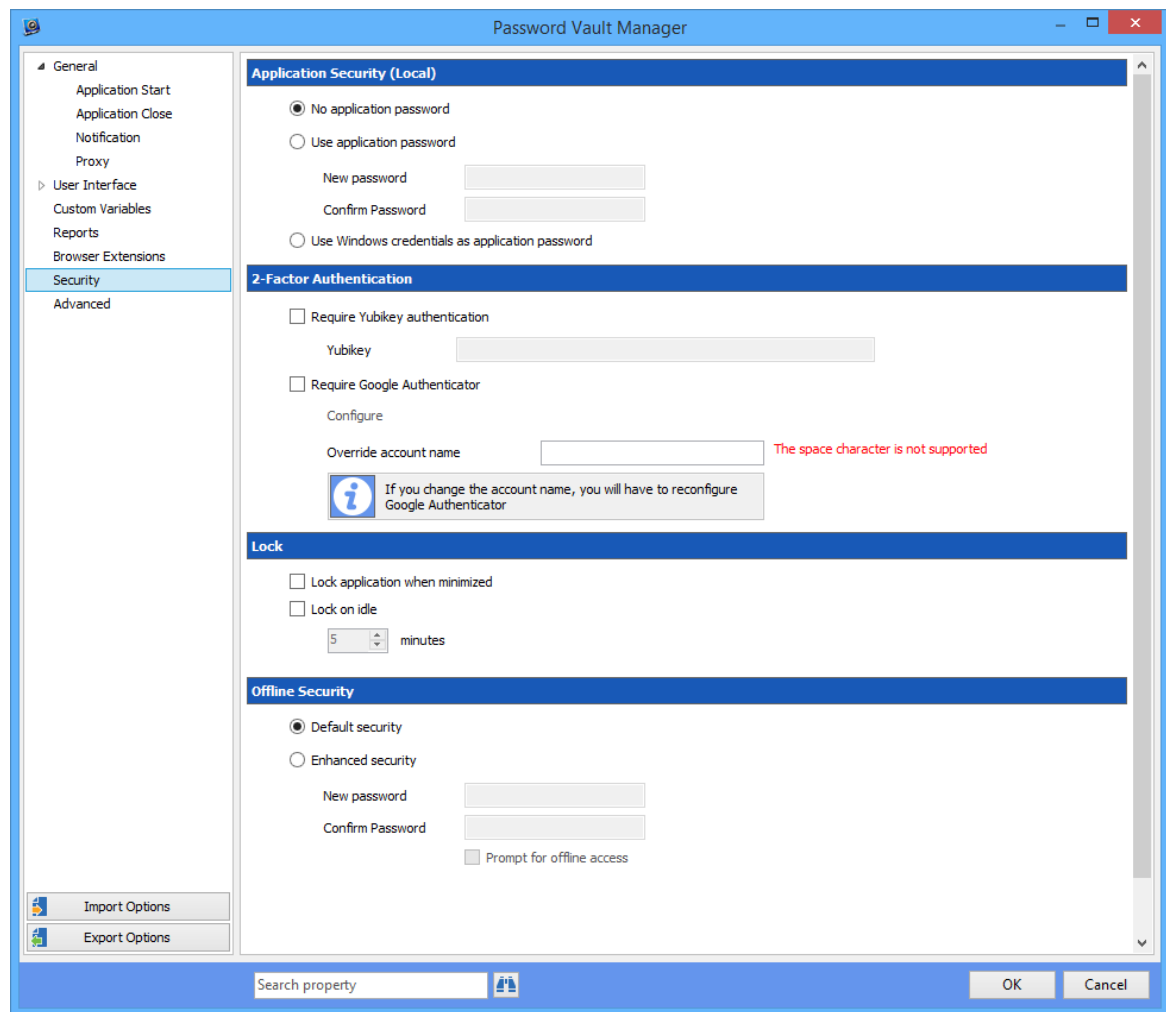 Password Vault Manager
General
Application Start
Application Close
Notification
Proxy
User Interface
Custom Variables
Reports
Browser Extensions
Security
Advanced
Import Options
Export Options
Application Security (Local)
No application password
Use application password
New password
Confirm Password
Use Windows credentials as application password
2-Factor Authentication
Require Yubikey authentication
Yubikey
Require Google Authenticator
Configure
Override account name
The space character is not supported
If you change the account name, you will have to reconfigure
Google Authenticator
Lock
Lock application when minimized
Lock on idle
5 minutes
Offline Security
Default security
Enhanced security
New password
Confirm Password
Prompt for offline access
Search property
OK
Cancel